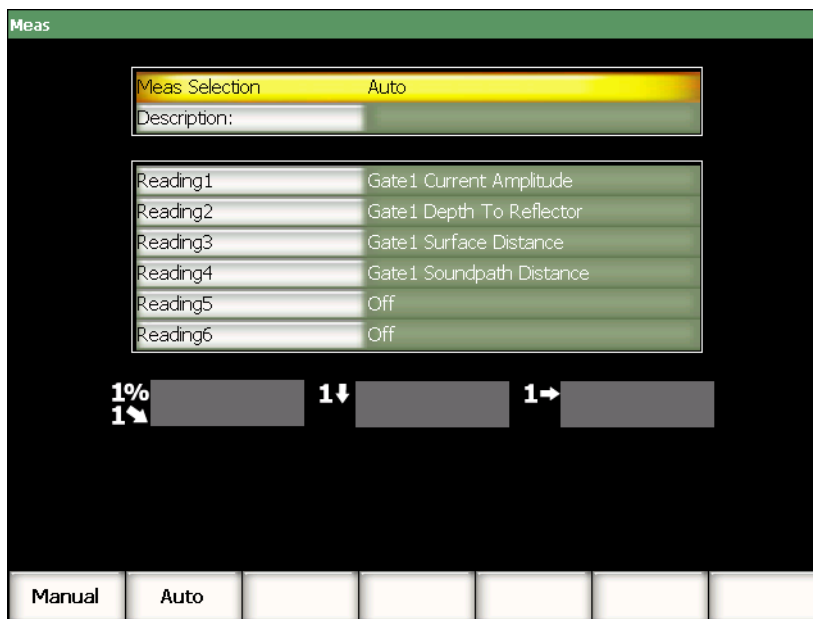 Meas
Meas Selection Auto
Description:
Reading1 Gate1 Current Amplitude
Reading2 Gate1 Depth To Reflector
Reading3 Gate1 Surface Distance
Reading4 Gate1 Soundpath Distance
Reading5 Off
Reading6 Off
1% 1⬇ 1➡
1⬊
Manual Auto